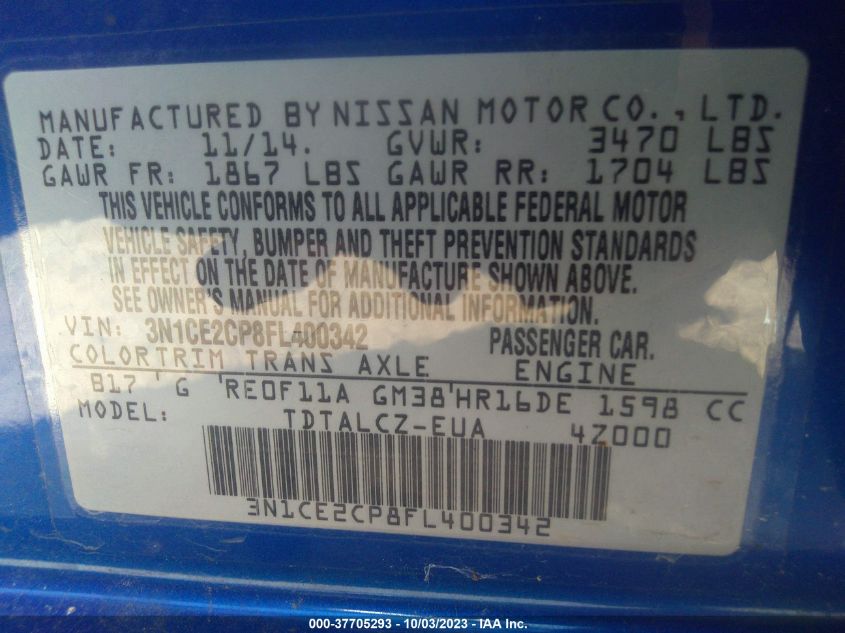 MANUFACTURED BY NISSAN MOTOR CO., LTD.
DATE: 11/14. GVWR: 3470 LBS
GAWR FR: 1867 LBS GAWR RR: 1704 LBS
THIS VEHICLE CONFORMS TO ALL APPLICABLE FEDERAL MOTOR
VEHICLE SAFETY, BUMPER AND THEFT PREVENTION STANDARDS
IN EFFECT ON THE DATE OF MANUFACTURE SHOWN ABOVE.
SEE OWNER'S MANUAL FOR ADDITIONAL INFORMATION.
VIN: 3N1CE2CP8FL400342 PASSENGER CAR.
COLOR TRIM TRANS AXLE ENGINE
B17 ' G 'RE0F11A GM38'HR16DE 1598 CC
MODEL: TDTALCZ-EUA 4Z000
3N1CE2CP8FL400342
000-37705293 - 10/03/2023 - IAA Inc.